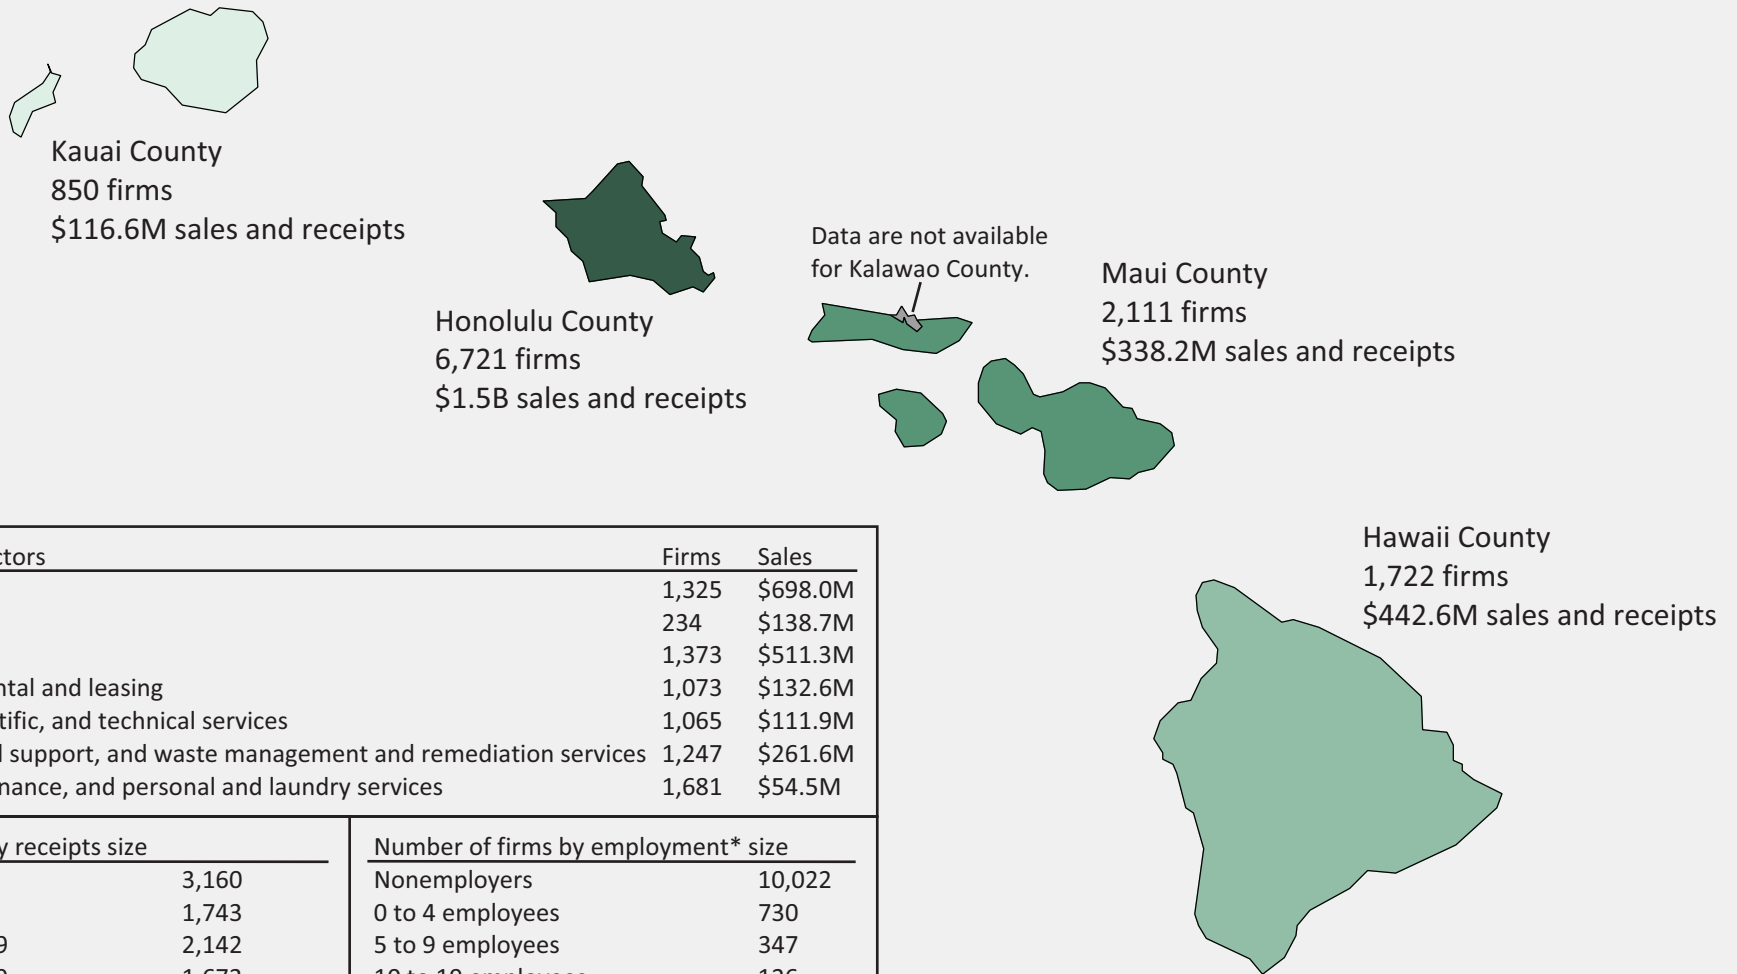 Kauai County
850 firms
$116.6M sales and receipts
Honolulu County
6,721 firms
$1.5B sales and receipts
Data are not available
for Kalawao County.
Maui County
2,111 firms
$338.2M sales and receipts
Hawaii County
1,722 firms
$442.6M sales and receipts
Firms Sales
1,325 $698.0M
234 $138.7M
1,373 $511.3M
and leasing 1,073 $132.6M
and technical services 1,065 $111.9M
support, and waste management and remediation services 1,247 $261.6M
and personal and laundry services 1,681 $54.5M
receipts size
3,160
1,743
2,142
Number of firms by employment* size
Nonemployers 10,022
0 to 4 employees 730
5 to 9 employees 347